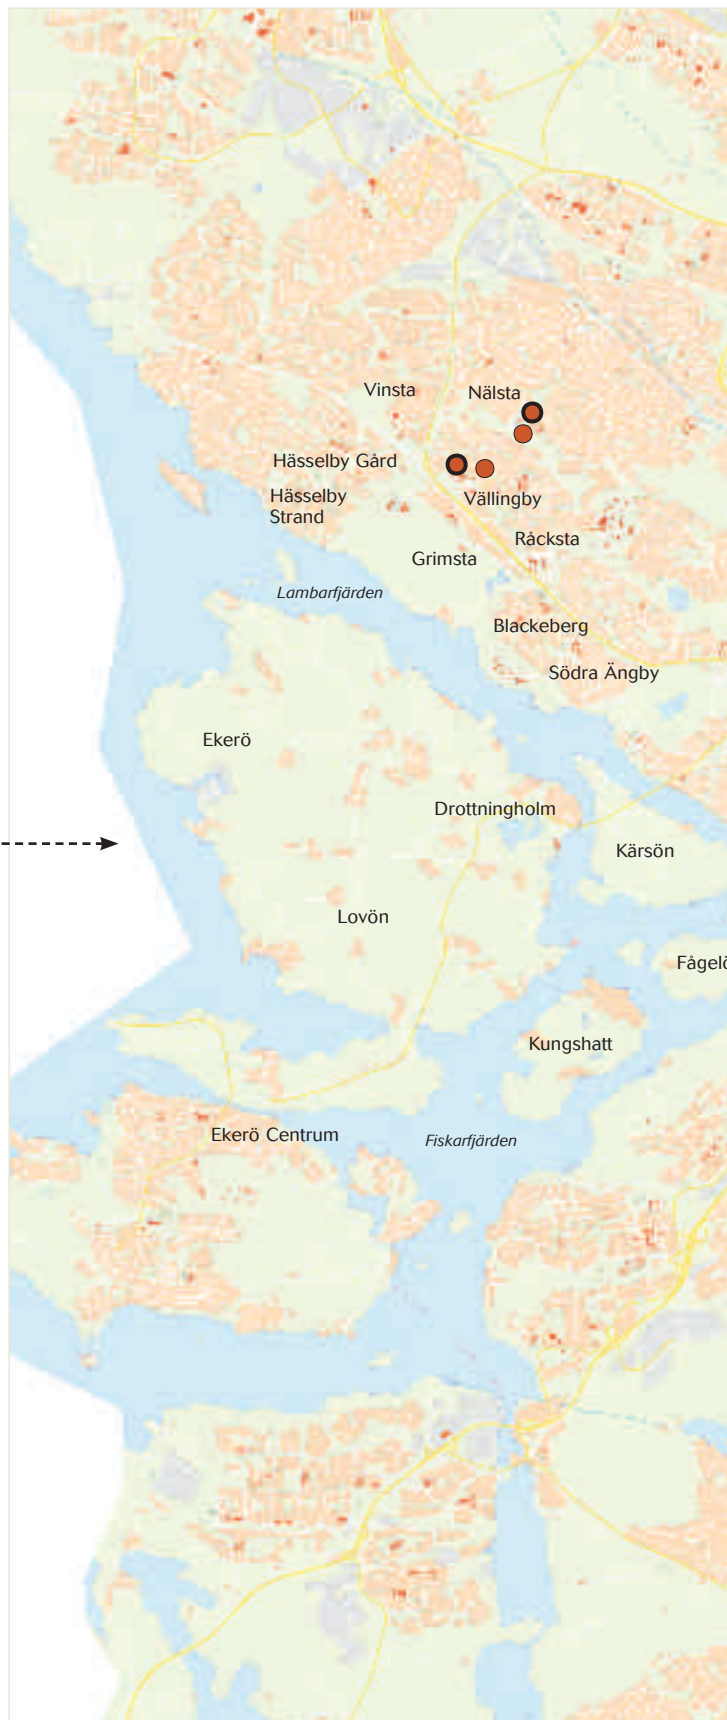 Vinsta
Nälsta
Hässelby Gård
Hässelby
Strand
Vällingby
Råcksta
Grimsta
Lambarfjärden
Blackeberg
Södra Ängby
Ekerö
Drottningholm
Kärsön
Lovön
Fågelö
Kungshatt
Ekerö Centrum
Fiskarfjärden